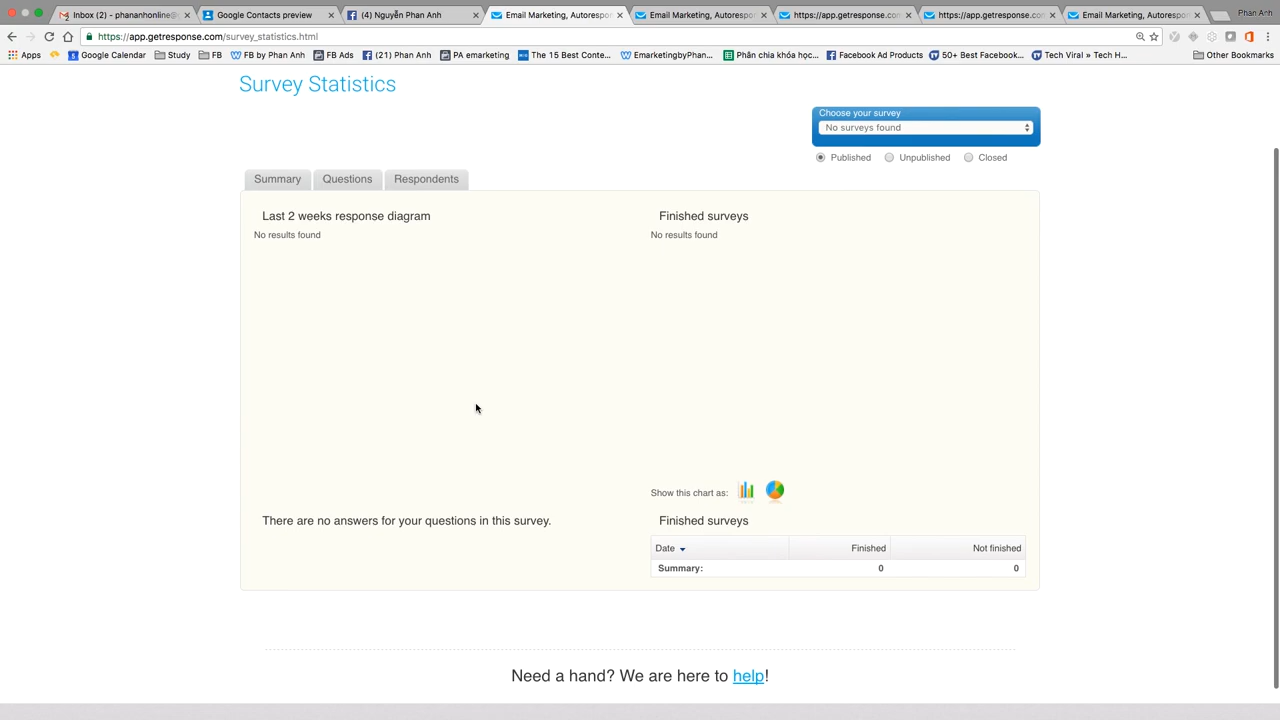 Inbox (2) - phananhonline@
Google Contacts preview
(4) Nguyễn Phan Anh
Email Marketing, Autorespo
Email Marketing, Autorespo
https://app.getresponse.com
https://app.getresponse.com
Email Marketing, Autorespo
Phan Anh
https://app.getresponse.com/survey_statistics.html
Apps
Google Calendar
Study
FB
FB by Phan Anh
FB Ads
(21) Phan Anh
PA emarketing
The 15 Best Conte...
EmarketingbyPhan...
Phân chia khóa học...
Facebook Ad Products
50+ Best Facebook...
Tech Viral » Tech H...
Other Bookmarks
Survey Statistics
Choose your survey
No surveys found
Published
Unpublished
Closed
Summary
Questions
Respondents
Last 2 weeks response diagram
Finished surveys
No results found
No results found
Show this chart as:
There are no answers for your questions in this survey.
Finished surveys
Date
Finished
Not finished
Summary:
0
0
Need a hand? We are here to help!